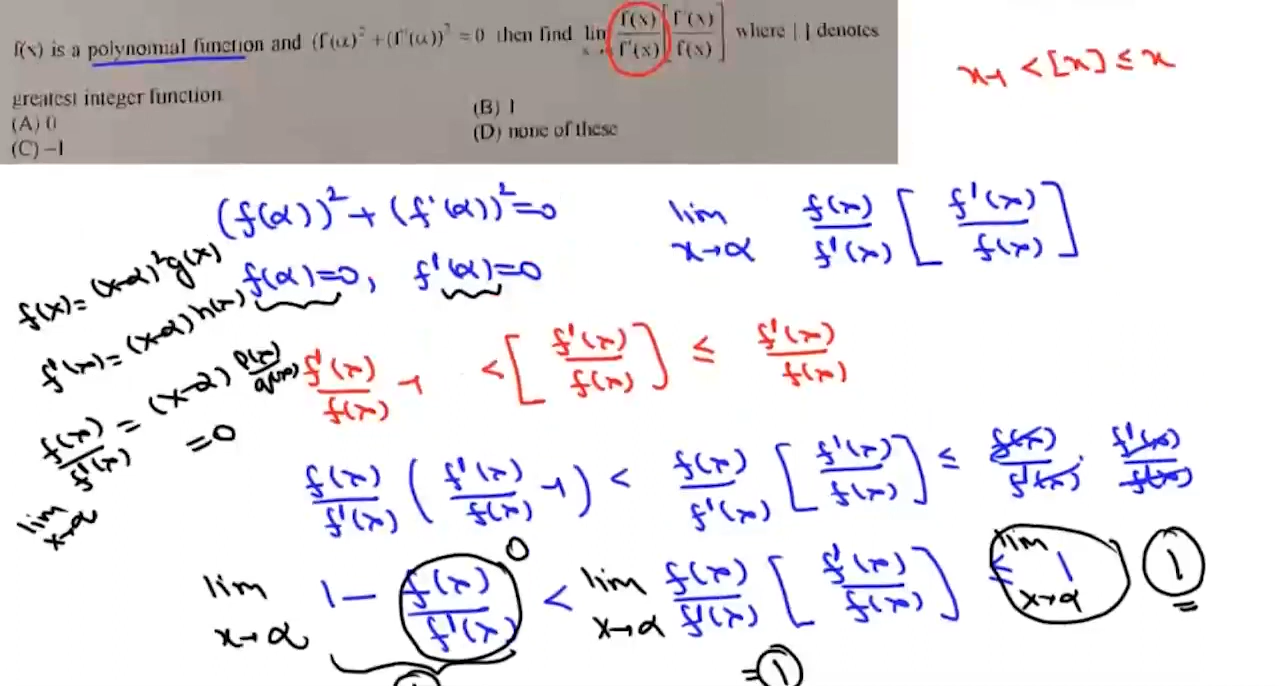 f(x) is a polynomial function and (f(α))² + (f'(α))² = 0 then find lim f(x)/f'(x) [f'(x)/f(x)] where [ ] denotes
greatest integer function
(A) 0 (B) 1
(C) −1 (D) none of these
x-1 < [x] ≤ x
(f(α))² + (f'(α))² = 0
lim x→α f(x)/f'(x) [f'(x)/f(x)]
f(α)=0, f'(α)=0
f(x) = (x-α)² g(x)
f'(x) = (x-α) h(x)
lim x→α f(x)/f'(x) = (x-α) p(x)/q(x)
=0
f'(x)/f(x) -1 < [f'(x)/f(x)] ≤ f'(x)/f(x)
f(x)/f'(x) (f'(x)/f(x) -1) < f(x)/f'(x) [f'(x)/f(x)] ≤ f(x)/f'(x) . f'(x)/f(x)
lim x→α 1 - f(x)/f'(x) 0 < lim x→α f(x)/f'(x) [f'(x)/f(x)] ≤ lim x→α 1 1
=1